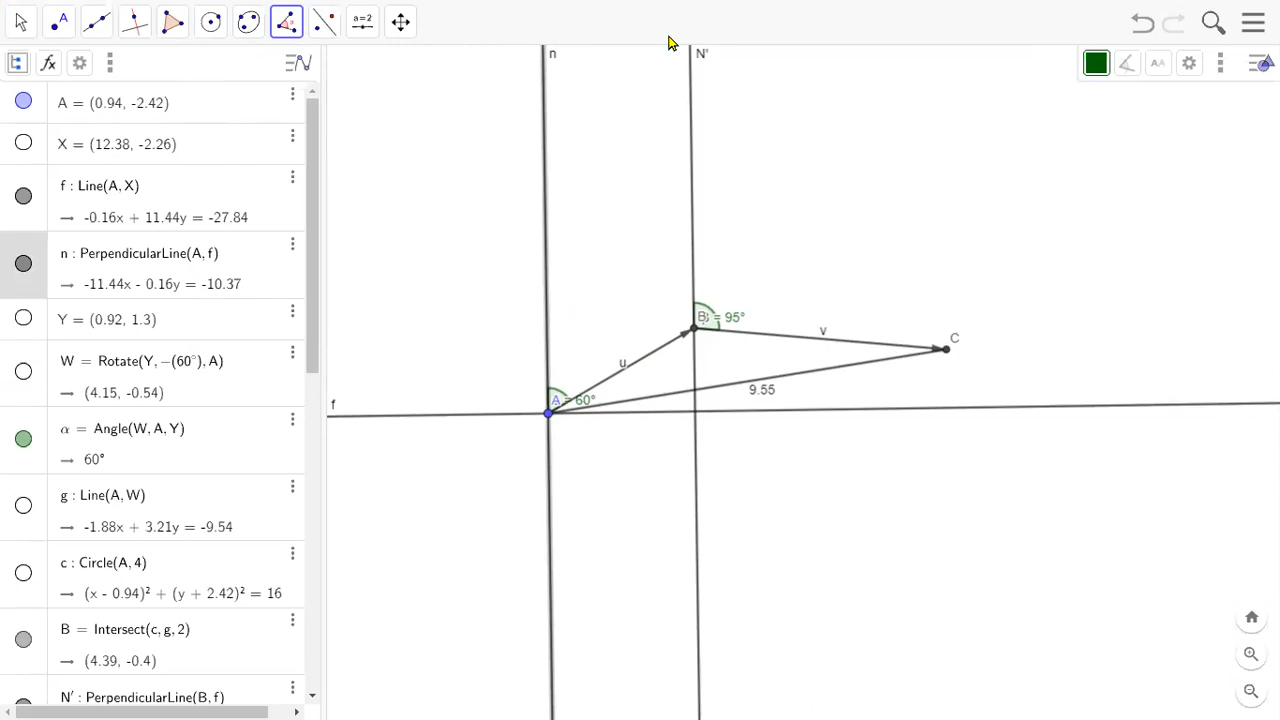 a=2
A = (0.94, -2.42)
X = (12.38, -2.26)
f : Line(A, X)
→ -0.16x + 11.44y = -27.84
n : PerpendicularLine(A, f)
→ -11.44x - 0.16y = -10.37
Y = (0.92, 1.3)
W = Rotate(Y, -(60°), A)
→ (4.15, -0.54)
α = Angle(W, A, Y)
→ 60°
g : Line(A, W)
→ -1.88x + 3.21y = -9.54
c : Circle(A, 4)
→ (x - 0.94)² + (y + 2.42)² = 16
B = Intersect(c, g, 2)
→ (4.39, -0.4)
N' : PerpendicularLine(B, f)
n
N'
AA
B
= 95°
v
C
u
9.55
A
= 60°
f